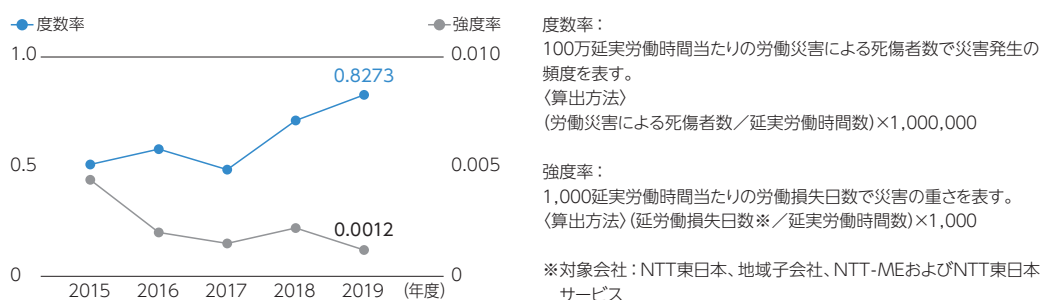 度数率
強度率
1.0
0.010
0.8273
0.5
0.005
0.0012
0
0
2015 2016 2017 2018 2019 (年度)
度数率：
100万延実労働時間当たりの労働災害による死傷者数で災害発生の
頻度を表す。
〈算出方法〉
(労働災害による死傷者数／延実労働時間数)×1,000,000
強度率：
1,000延実労働時間当たりの労働損失日数で災害の重さを表す。
〈算出方法〉(延労働損失日数※／延実労働時間数)×1,000
※対象会社：NTT東日本、地域子会社、NTT-MEおよびNTT東日本
サービス